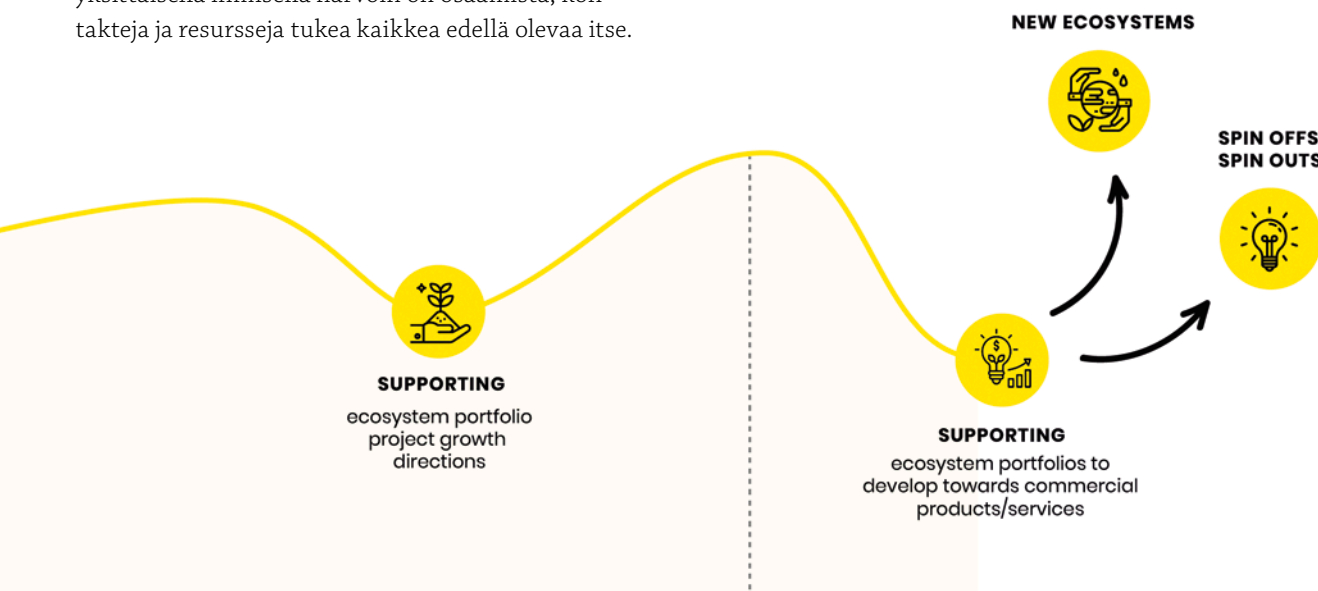 takteja ja resursseja tukea kaikkea edellä olevaa itse.
NEW ECOSYSTEMS
SPIN OFFS
SPIN OUTS
SUPPORTING
ecosystem portfolio
project growth
directions
SUPPORTING
ecosystem portfolios to
develop towards commercial
products/services